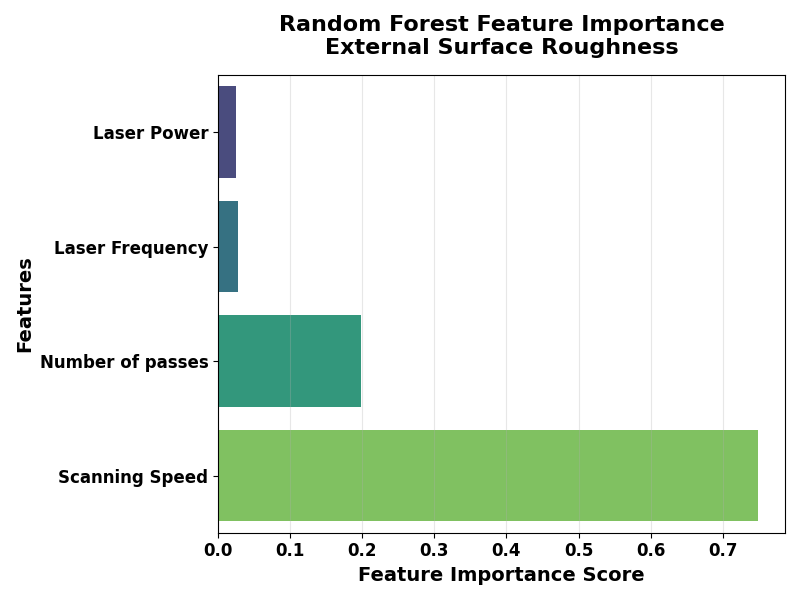 Random Forest Feature Importance
External Surface Roughness
Features
Laser Power
Laser Frequency
Number of passes
Scanning Speed
0.0 0.1 0.2 0.3 0.4 0.5 0.6 0.7
Feature Importance Score